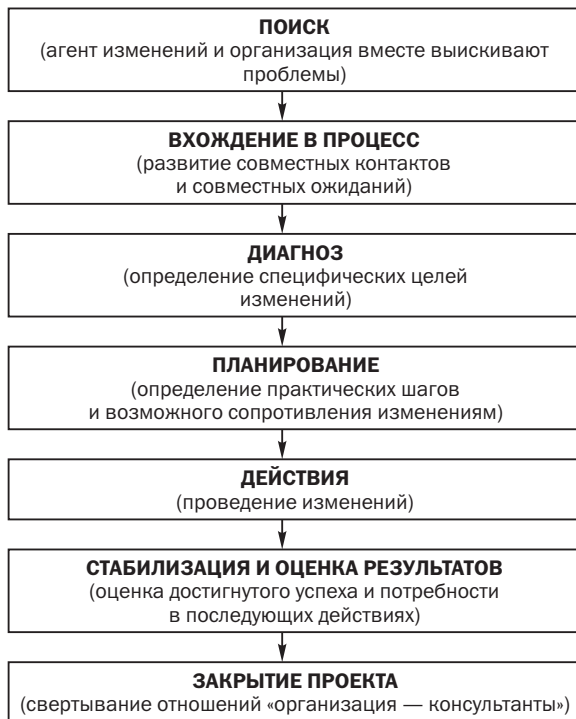 ПОИСК
(агент изменений и организация вместе выискивают
проблемы)
ВХОЖДЕНИЕ В ПРОЦЕСС
(развитие совместных контактов
и совместных ожиданий)
ДИАГНОЗ
(определение специфических целей
изменений)
ПЛАНИРОВАНИЕ
(определение практических шагов
и возможного сопротивления изменениям)
ДЕЙСТВИЯ
(проведение изменений)
СТАБИЛИЗАЦИЯ И ОЦЕНКА РЕЗУЛЬТАТОВ
(оценка достигнутого успеха и потребности
в последующих действиях)
ЗАКРЫТИЕ ПРОЕКТА
(свертывание отношений «организация — консультанты»)